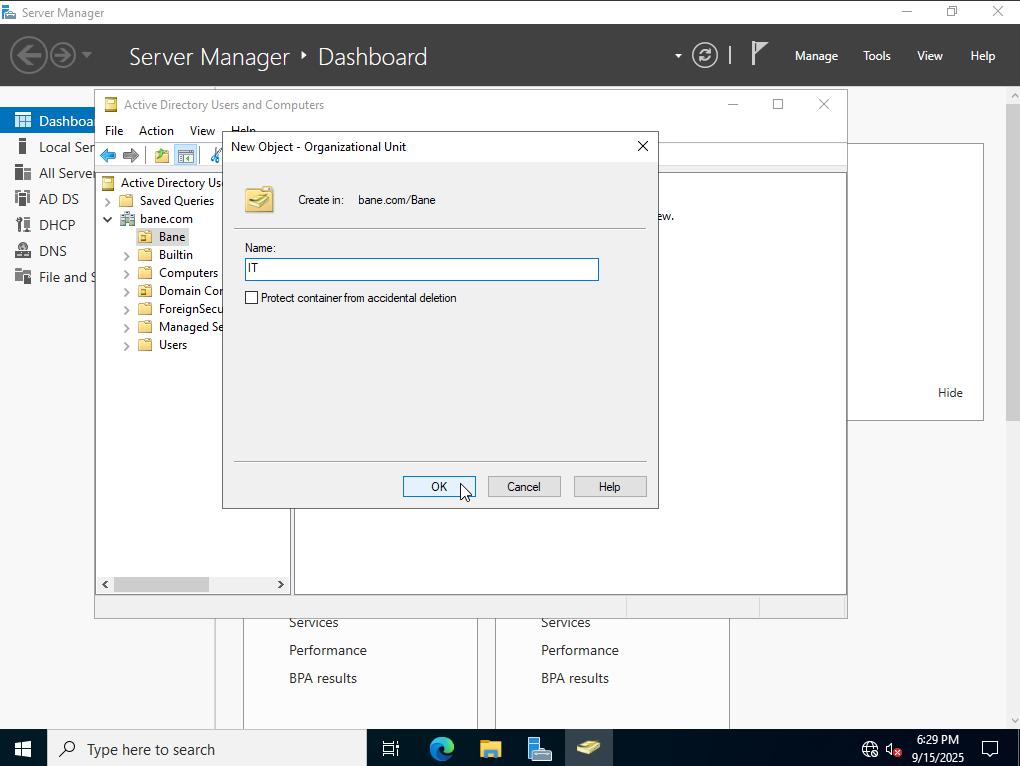 Server Manager
Server Manager ‣ Dashboard
Manage Tools View Help
Dashboa
Local Ser
All Server
AD DS
DHCP
DNS
File and S
Active Directory Users and Computers
File Action View Help
Active Directory Us
Saved Queries
bane.com
Bane
Builtin
Computers
Domain Cor
ForeignSecu
Managed Se
Users
New Object - Organizational Unit
Create in: bane.com/Bane
Name:
IT
Protect container from accidental deletion
OK Cancel Help
ew.
Hide
Services
Performance
BPA results
Services
Performance
BPA results
Type here to search
6:29 PM
9/15/2025